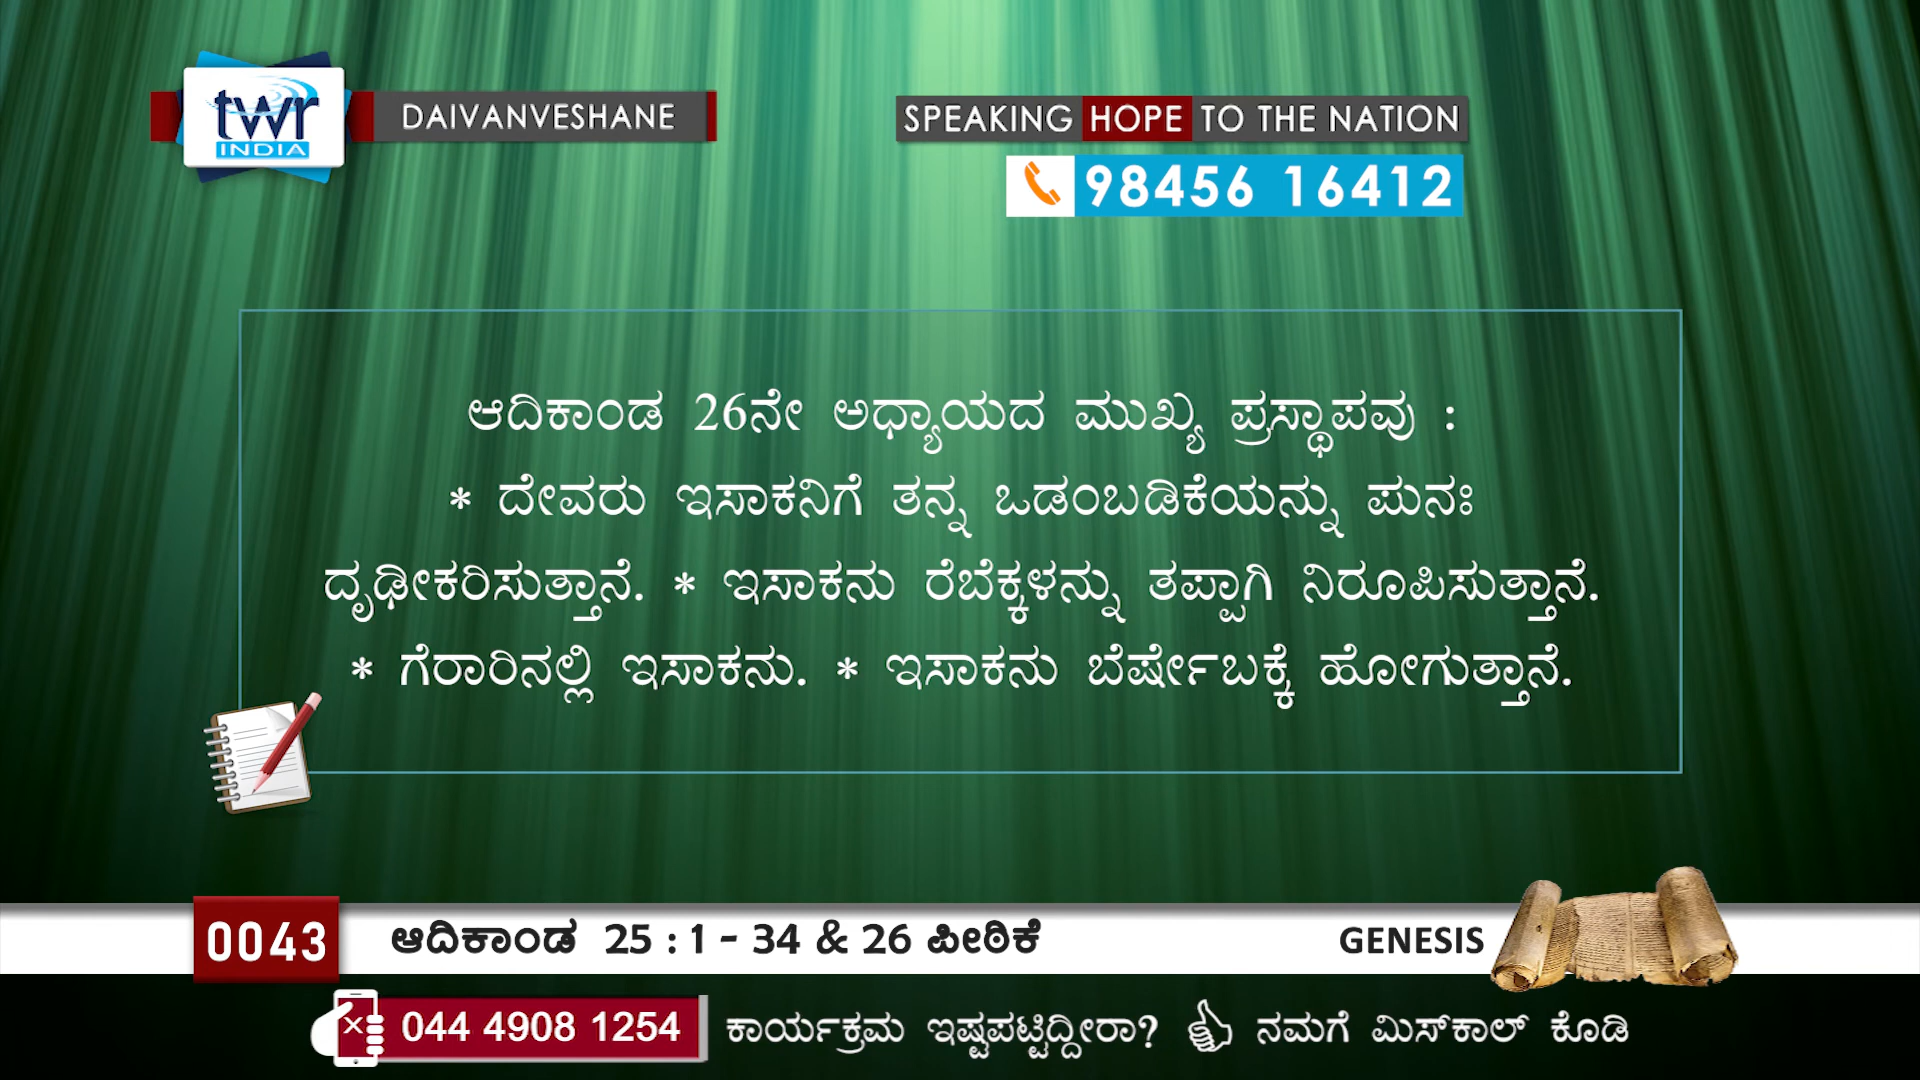 twr
INDIA
DAIVANVESHANE
SPEAKING HOPE TO THE NATION
98456 16412
ಆದಿಕಾಂಡ 26ನೇ ಅಧ್ಯಾಯದ ಮುಖ್ಯ ಪ್ರಸ್ಥಾಪವು :
* ದೇವರು ಇಸಾಕನಿಗೆ ತನ್ನ ಒಡಂಬಡಿಕೆಯನ್ನು ಪುನಃ
ದೃಢೀಕರಿಸುತ್ತಾನೆ. * ಇಸಾಕನು ರೆಬೆಕ್ಕಳನ್ನು ತಪ್ಪಾಗಿ ನಿರೂಪಿಸುತ್ತಾನೆ.
* ಗೆರಾರಿನಲ್ಲಿ ಇಸಾಕನು. * ಇಸಾಕನು ಬೆರ್ಷೇಬಕ್ಕೆ ಹೋಗುತ್ತಾನೆ.
0043 ಆದಿಕಾಂಡ 25 : 1 - 34 & 26 ಪೀಠಿಕೆ GENESIS
044 4908 1254 ಕಾರ್ಯಕ್ರಮ ಇಷ್ಟಪಟ್ಟಿದ್ದೀರಾ? ನಮಗೆ ಮಿಸ್‌ಕಾಲ್ ಕೊಡಿ